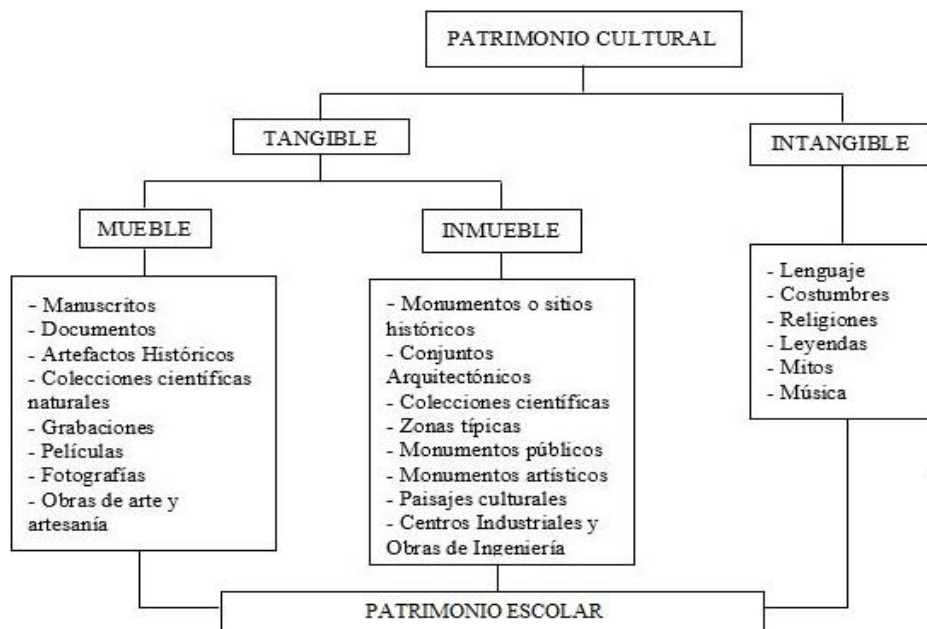 PATRIMONIO CULTURAL
TANGIBLE
INTANGIBLE
MUEBLE
INMUEBLE
- Manuscritos
- Documentos
- Artefactos Históricos
- Colecciones científicas
naturales
- Grabaciones
- Películas
- Fotografías
- Obras de arte y
artesanía
- Monumentos o sitios
históricos
- Conjuntos
Arquitectónicos
- Colecciones científicas
- Zonas típicas
- Monumentos públicos
- Monumentos artísticos
- Paisajes culturales
- Centros Industriales y
Obras de Ingeniería
- Lenguaje
- Costumbres
- Religiones
- Leyendas
- Mitos
- Música
PATRIMONIO ESCOLAR